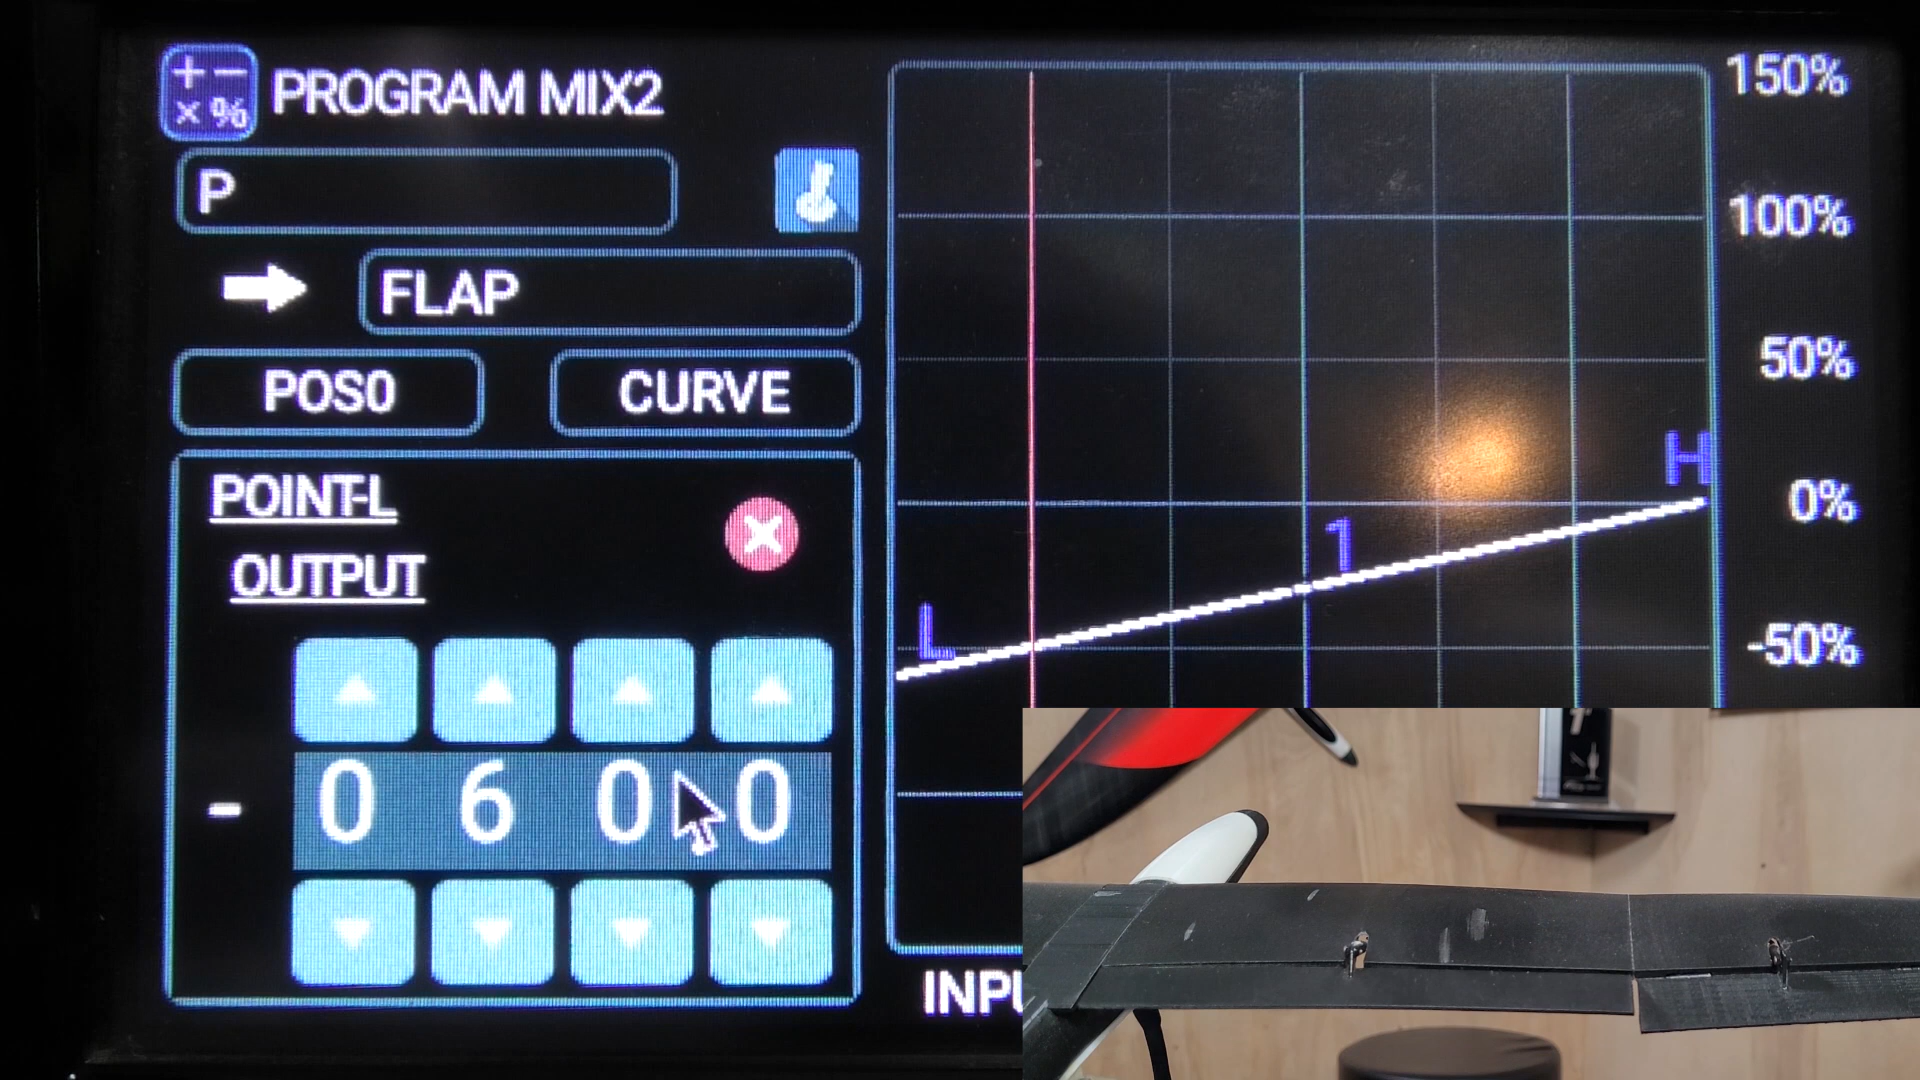 + −
× %
PROGRAM MIX2
P
FLAP
POS0
CURVE
POINT-L
OUTPUT
- 0 6 0 0
150%
100%
50%
0%
-50%
L
1
H